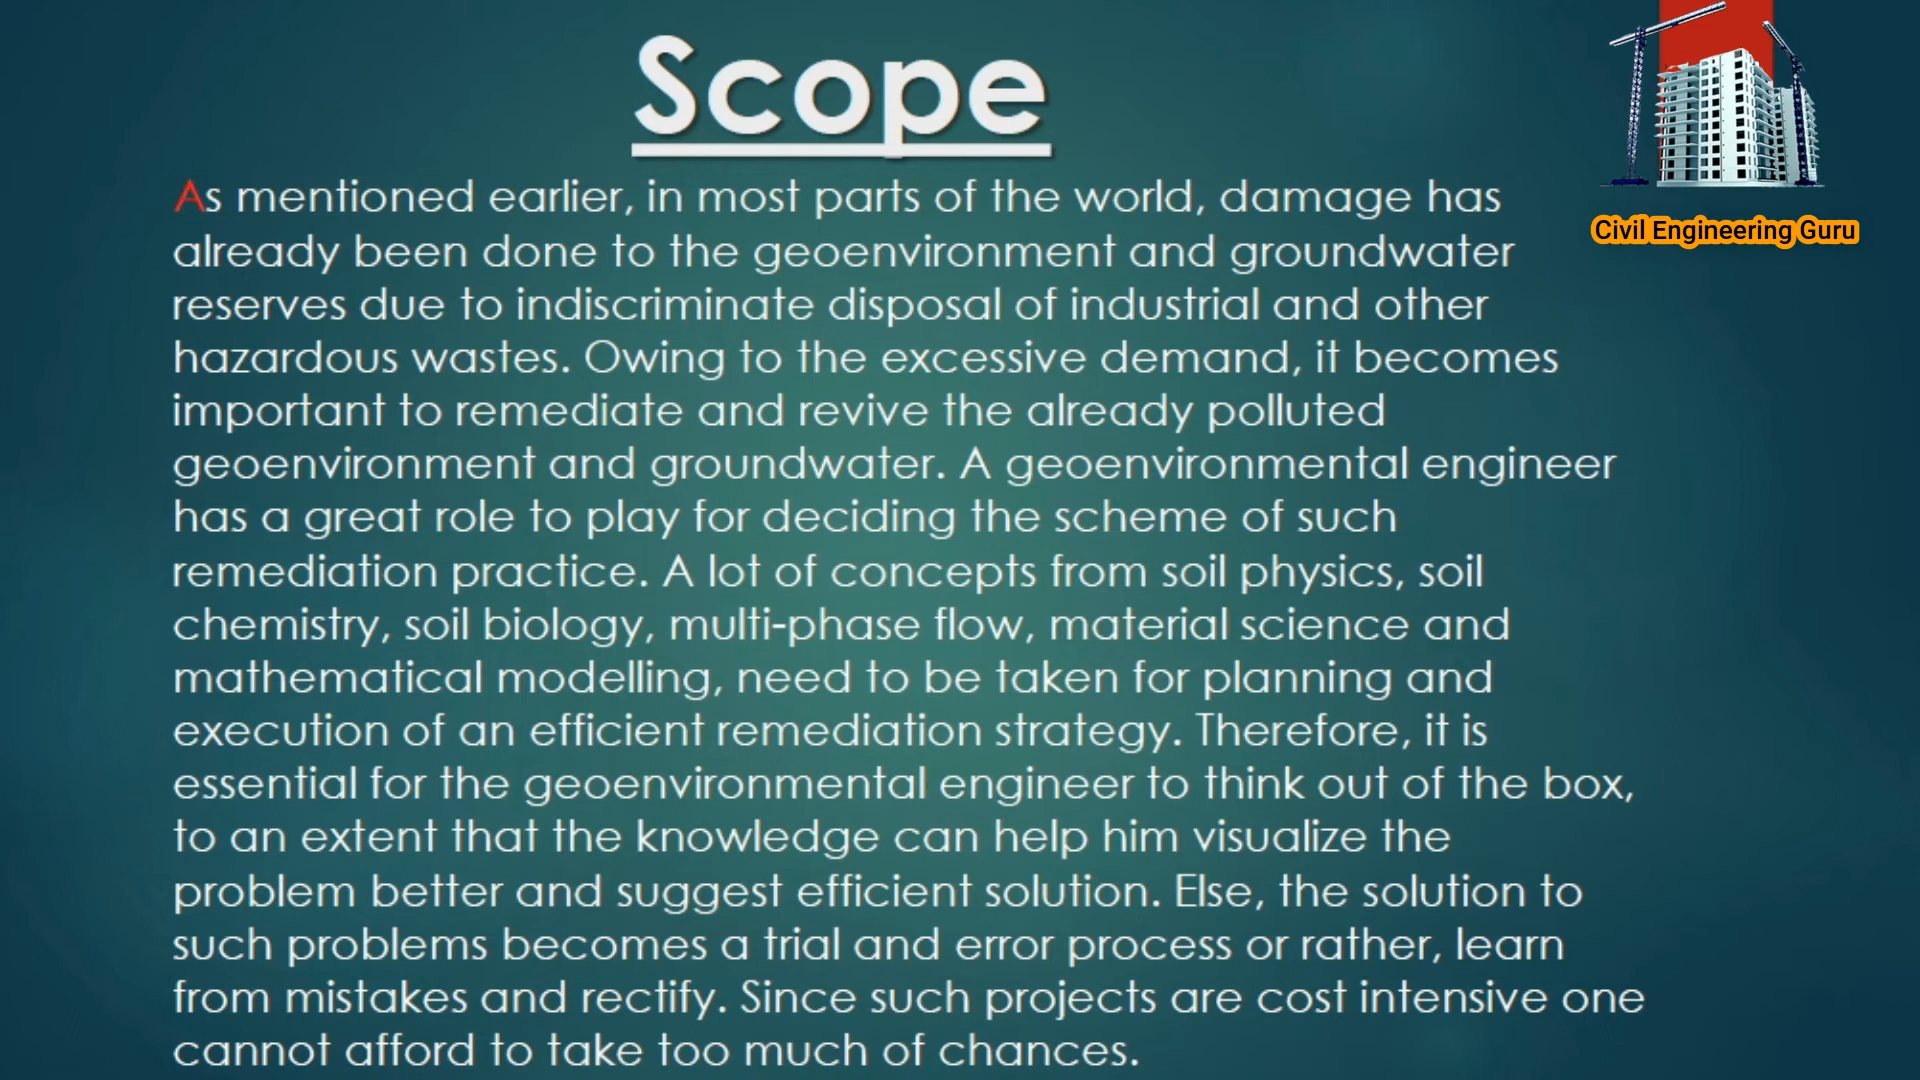 Scope
As mentioned earlier, in most parts of the world, damage has
already been done to the geoenvironment and groundwater
reserves due to indiscriminate disposal of industrial and other
hazardous wastes. Owing to the excessive demand, it becomes
important to remediate and revive the already polluted
geoenvironment and groundwater. A geoenvironmental engineer
has a great role to play for deciding the scheme of such
remediation practice. A lot of concepts from soil physics, soil
chemistry, soil biology, multi-phase flow, material science and
mathematical modelling, need to be taken for planning and
execution of an efficient remediation strategy. Therefore, it is
essential for the geoenvironmental engineer to think out of the box,
to an extent that the knowledge can help him visualize the
problem better and suggest efficient solution. Else, the solution to
such problems becomes a trial and error process or rather, learn
from mistakes and rectify. Since such projects are cost intensive one
cannot afford to take too much of chances.
Civil Engineering Guru